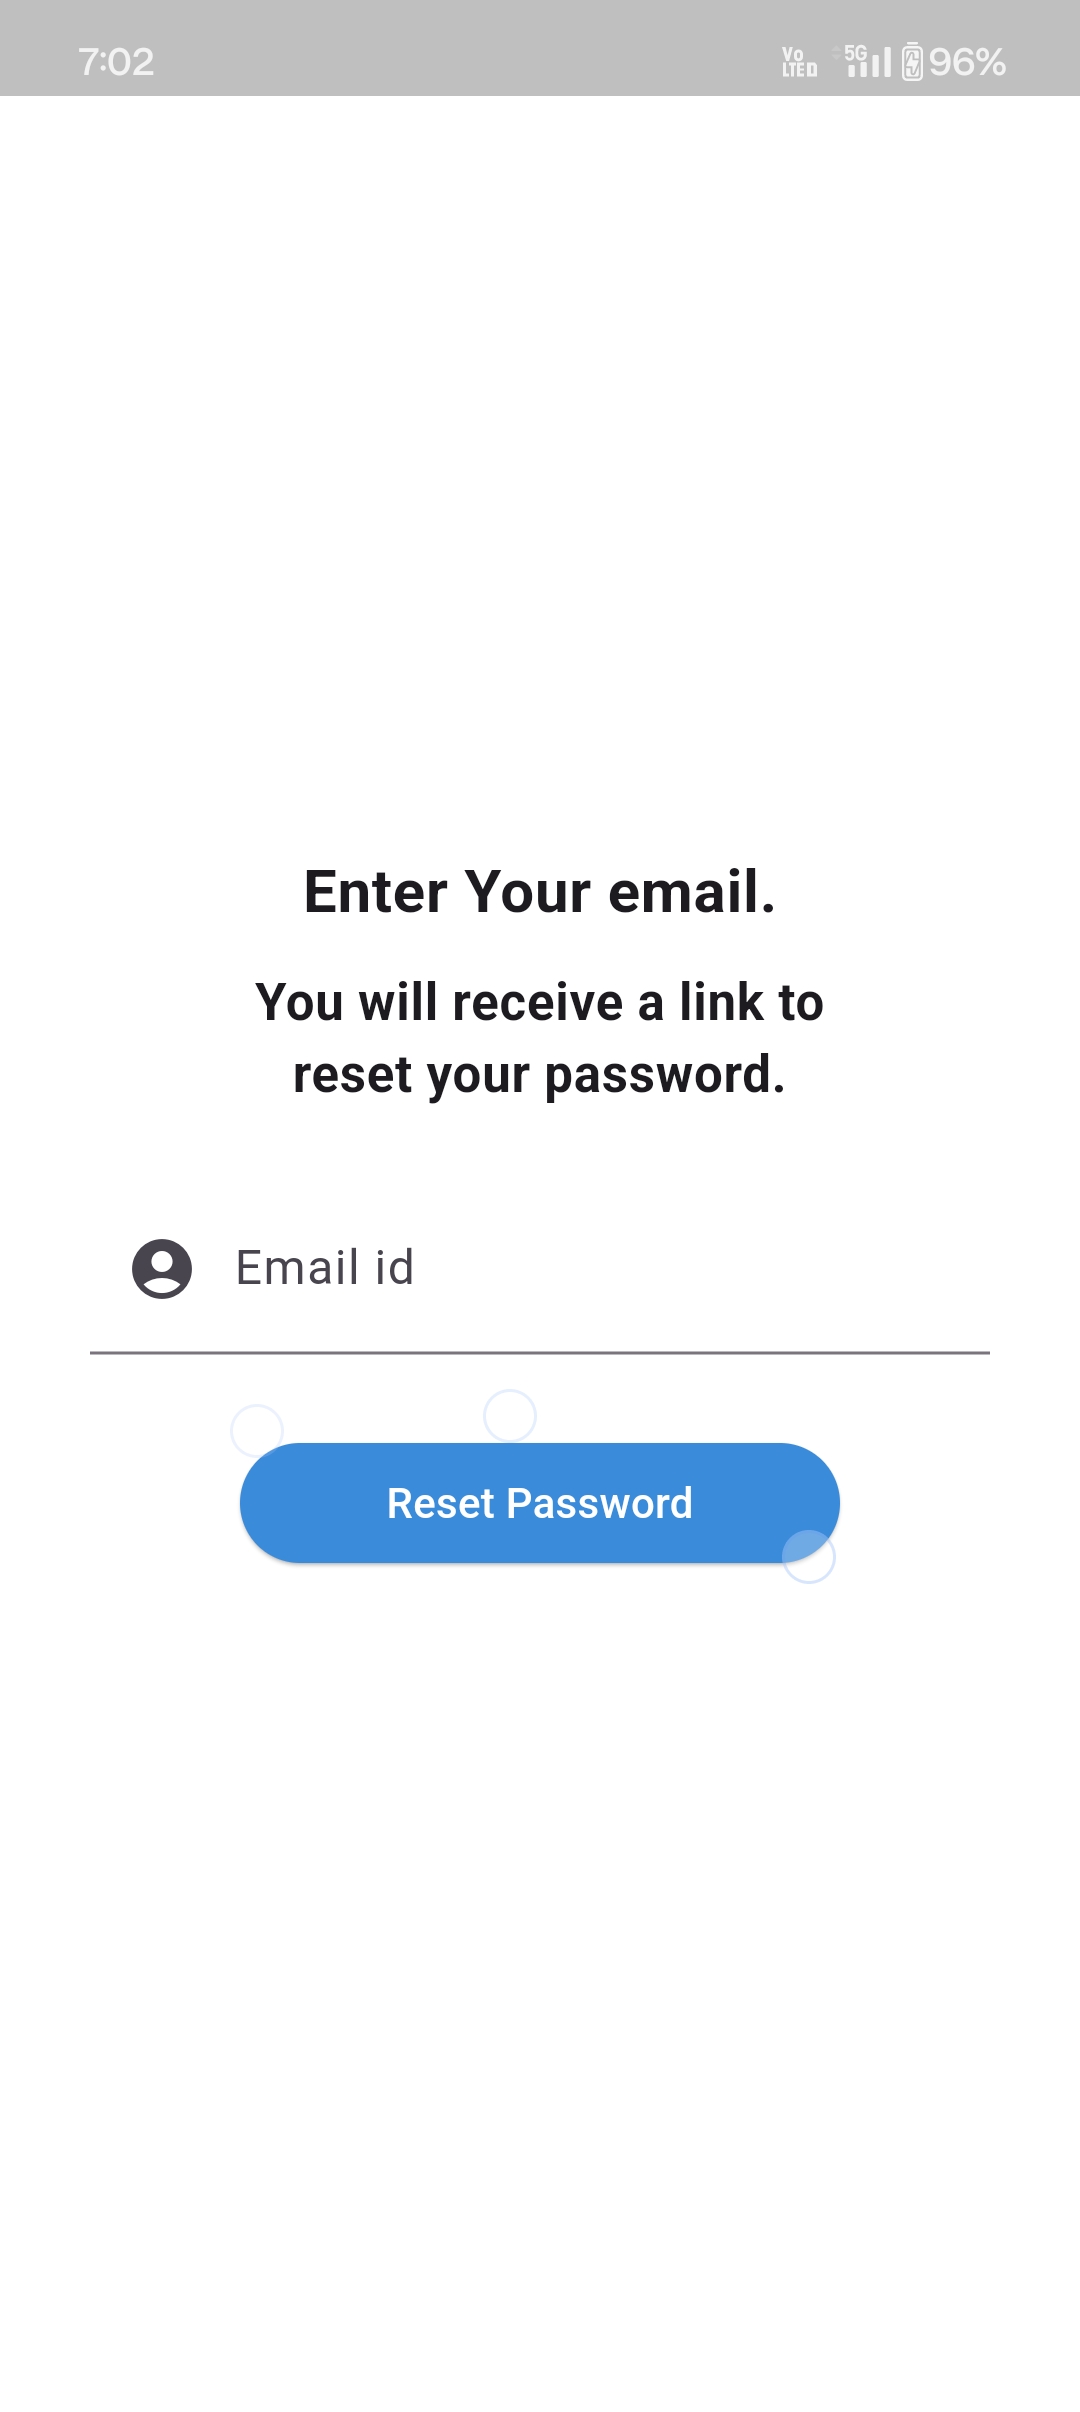 7:02 Vo LTE D 5G 96%
Enter Your email.
You will receive a link to
reset your password.
Email id
Reset Password